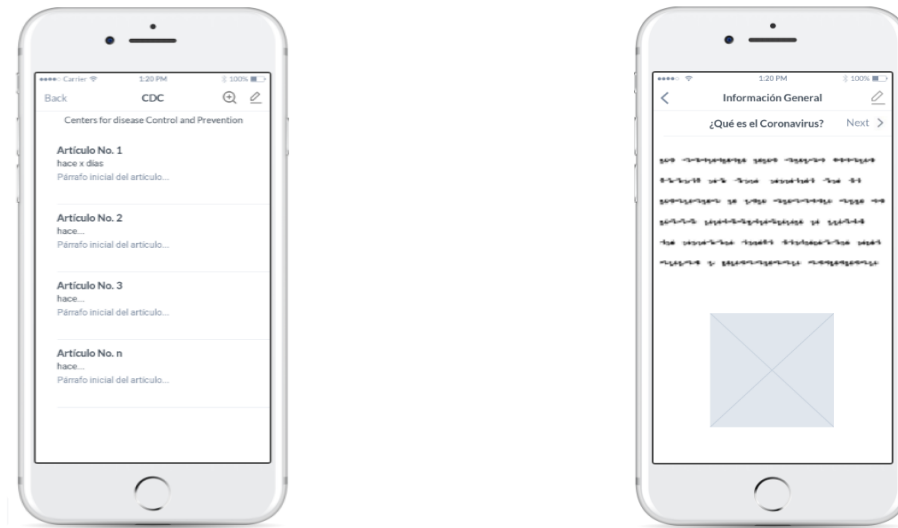 Carrier 1:20 PM 100%
Back CDC
Centers for disease Control and Prevention
Artículo No. 1
hace x días
Párrafo inicial del artículo...
Artículo No. 2
hace...
Párrafo inicial del artículo...
Artículo No. 3
hace...
Párrafo inicial del artículo...
Artículo No. n
hace...
Párrafo inicial del artículo...
1:20 PM 100%
Información General
¿Qué es el Coronavirus? Next